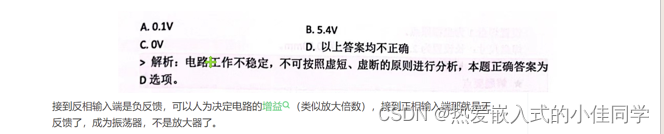 A. 0.1V
B. 5.4V
C. 0V
D. 以上答案均不正确
> 解析：电路工作不稳定，不可按照虚短、虚断的原则进行分析，本题正确答案为
D 选项。
接到反相输入端是负反馈，可以人为决定电路的增益（类似放大倍数），接到正相输入端那就是正
反馈了，成为振荡器，不是放大器了。
CSDN @热爱嵌入式的小佳同学